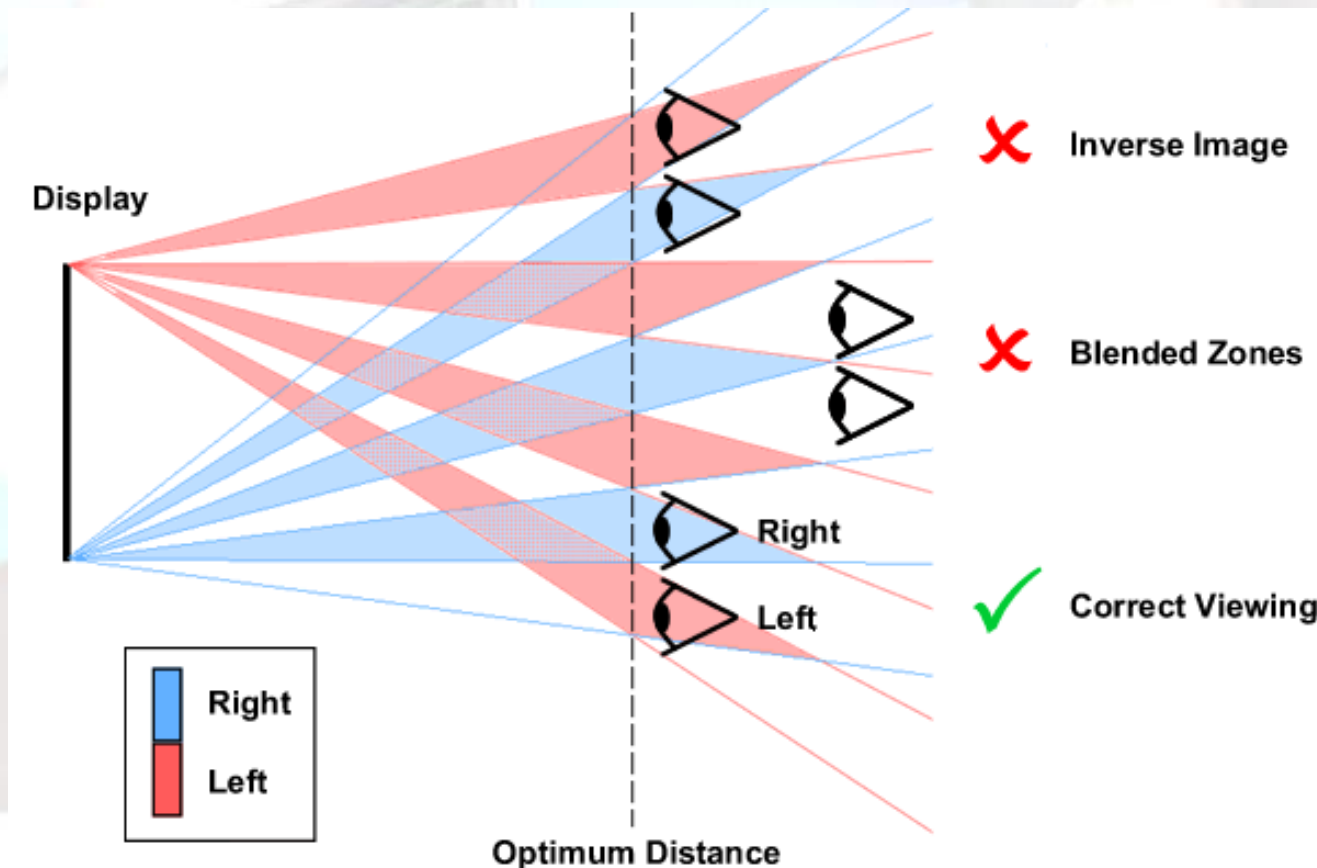 Inverse Image
Display
Blended Zones
Right
Correct Viewing
Left
Right
Left
Optimum Distance